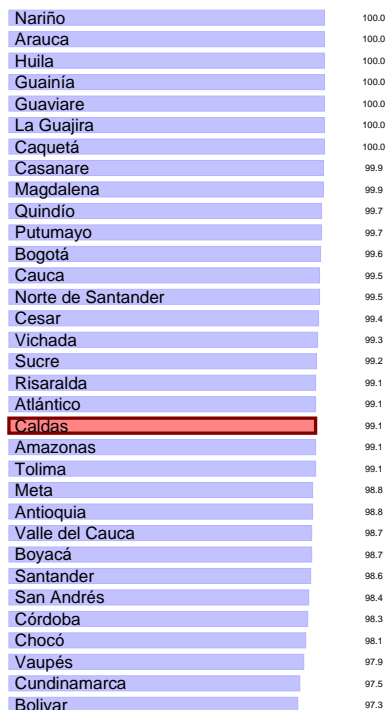 Nariño 100.0
Arauca 100.0
Huila 100.0
Guainía 100.0
Guaviare 100.0
La Guajira 100.0
Caquetá 100.0
Casanare 99.9
Magdalena 99.9
Quindío 99.7
Putumayo 99.7
Bogotá 99.6
Cauca 99.5
Norte de Santander 99.5
Cesar 99.4
Vichada 99.3
Sucre 99.2
Risaralda 99.1
Atlántico 99.1
Caldas 99.1
Amazonas 99.1
Tolima 99.1
Meta 98.8
Antioquia 98.8
Valle del Cauca 98.7
Boyacá 98.7
Santander 98.6
San Andrés 98.4
Córdoba 98.3
Chocó 98.1
Vaupés 97.9
Cundinamarca 97.5
Bolivar 97.3